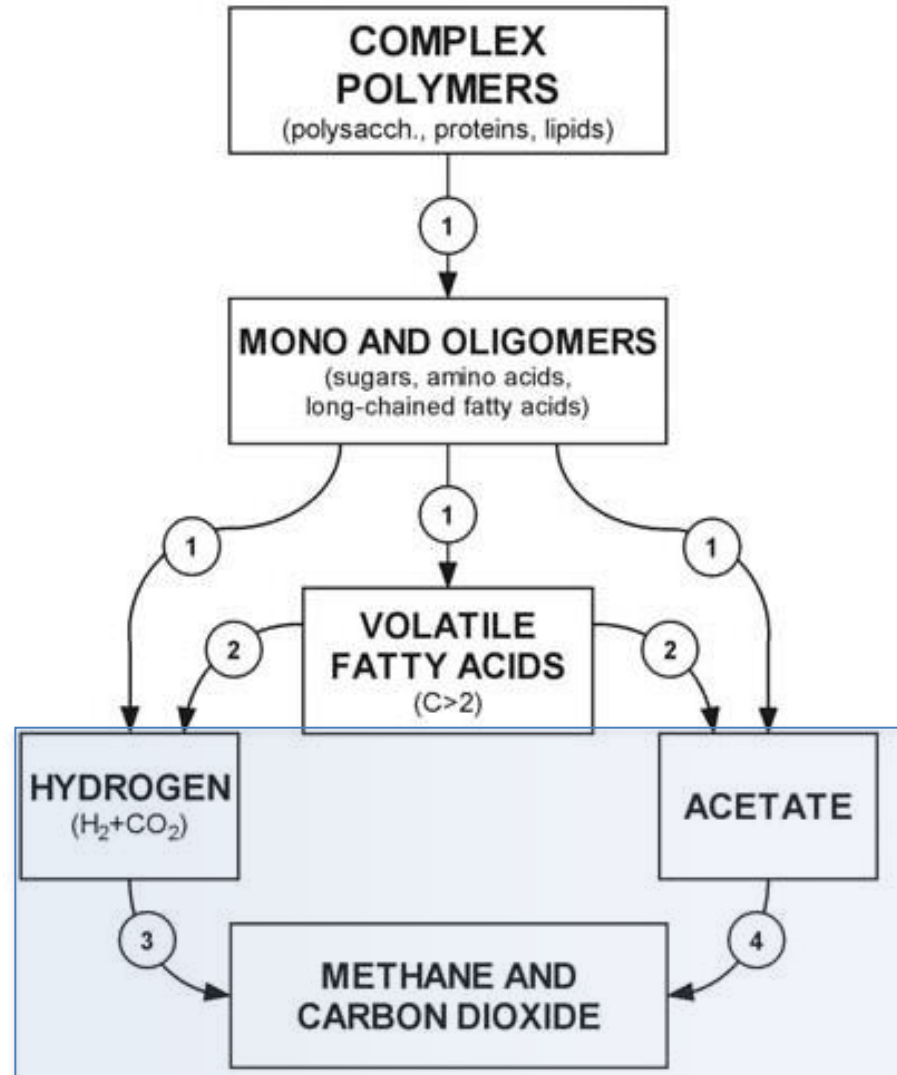 COMPLEX
POLYMERS
(polysacch., proteins, lipids)
1
MONO AND OLIGOMERS
(sugars, amino acids,
long-chained fatty acids)
1
1
1
VOLATILE
FATTY ACIDS
(C>2)
2
2
HYDROGEN
(H₂+CO₂)
ACETATE
3
4
METHANE AND
CARBON DIOXIDE